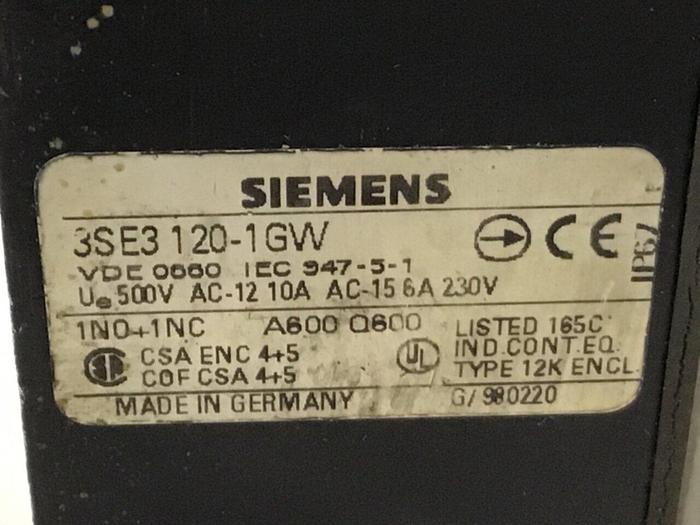 SIEMENS
3SE3 120-1GW
CE
IP67
VDE 0660 IEC 947-5-1
Ue 500V AC-12 10A AC-15 6A 230V
1NO+1NC A600 Q600
LISTED 165C
CSA ENC 4+5
UL
IND.CONT.EQ.
COF CSA 4+5
TYPE 12K ENCL.
MADE IN GERMANY
G/980220